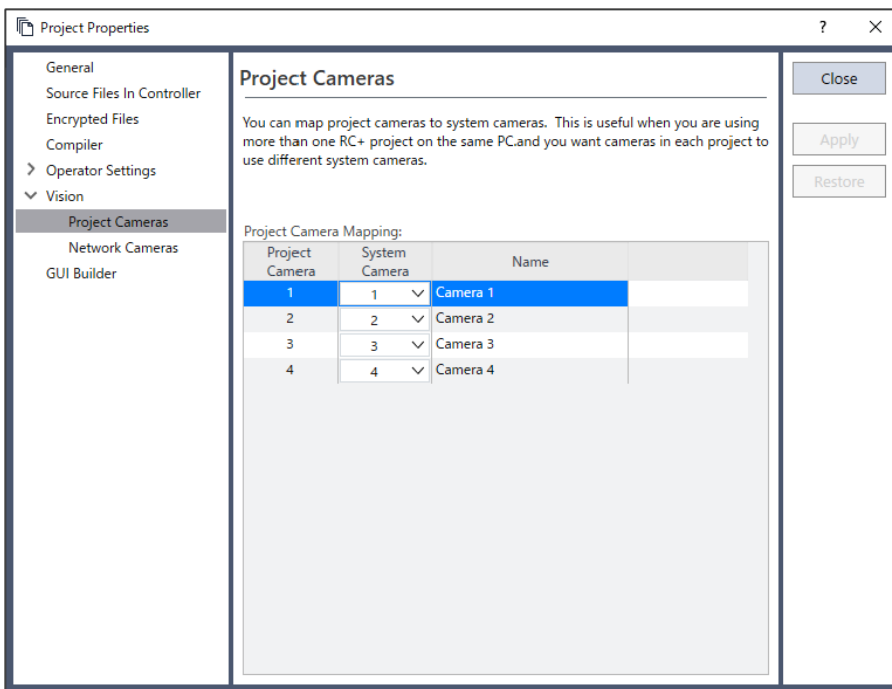 Project Properties
?
General
Source Files In Controller
Encrypted Files
Compiler
Operator Settings
Vision
Project Cameras
Network Cameras
GUI Builder
Project Cameras
You can map project cameras to system cameras. This is useful when you are using
more than one RC+ project on the same PC,and you want cameras in each project to
use different system cameras.
Project Camera Mapping:
Project Camera System Camera Name
1 1 Camera 1
2 2 Camera 2
3 3 Camera 3
4 4 Camera 4
Close
Apply
Restore